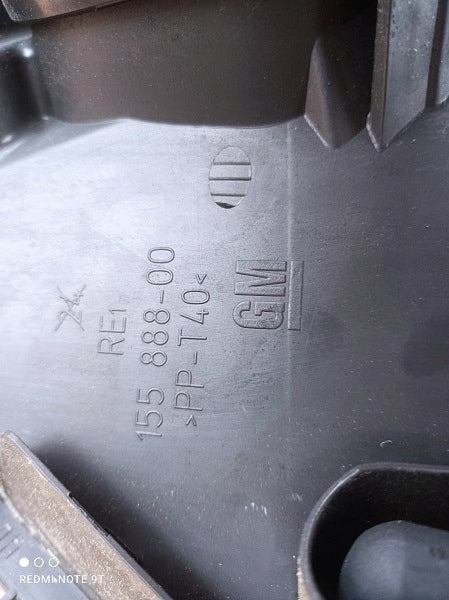 RE1
155 888-00
>PP-T40<
GM
REDMI NOTE 9T